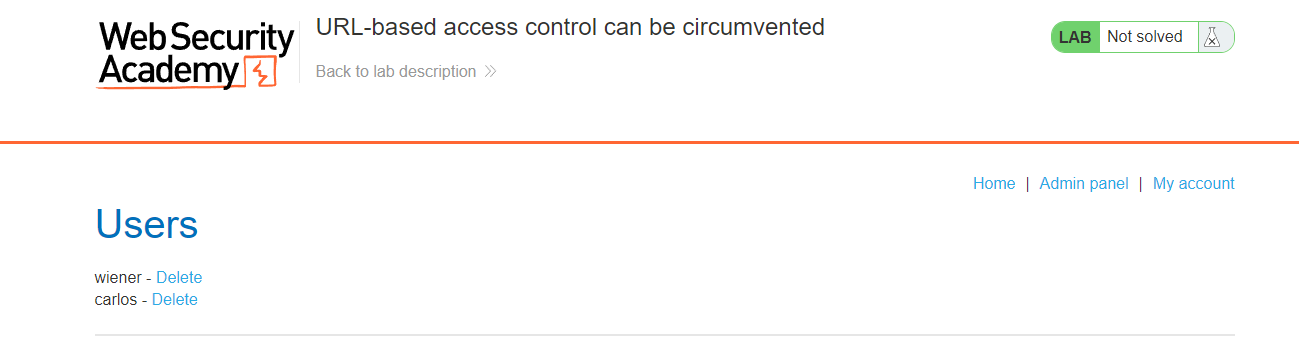 Web Security Academy
URL-based access control can be circumvented
Back to lab description
LAB Not solved
Home | Admin panel | My account
Users
wiener - Delete
carlos - Delete